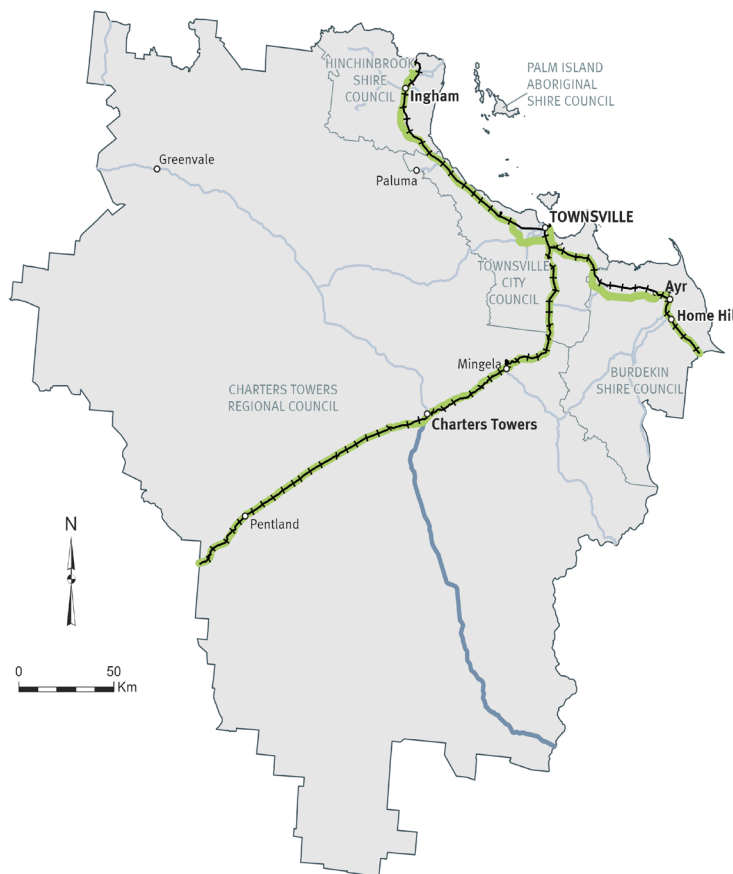 HINCHINBROOK
SHIRE
COUNCIL
PALM ISLAND
ABORIGINAL
SHIRE COUNCIL
Ingham
Greenvale
Paluma
TOWNSVILLE
TOWNSVILLE
CITY
COUNCIL
Ayr
Home Hil
Mingela
BURDEKIN
SHIRE COUNCIL
CHARTERS TOWERS
REGIONAL COUNCIL
Charters Towers
Pentland
N
0 50
Km